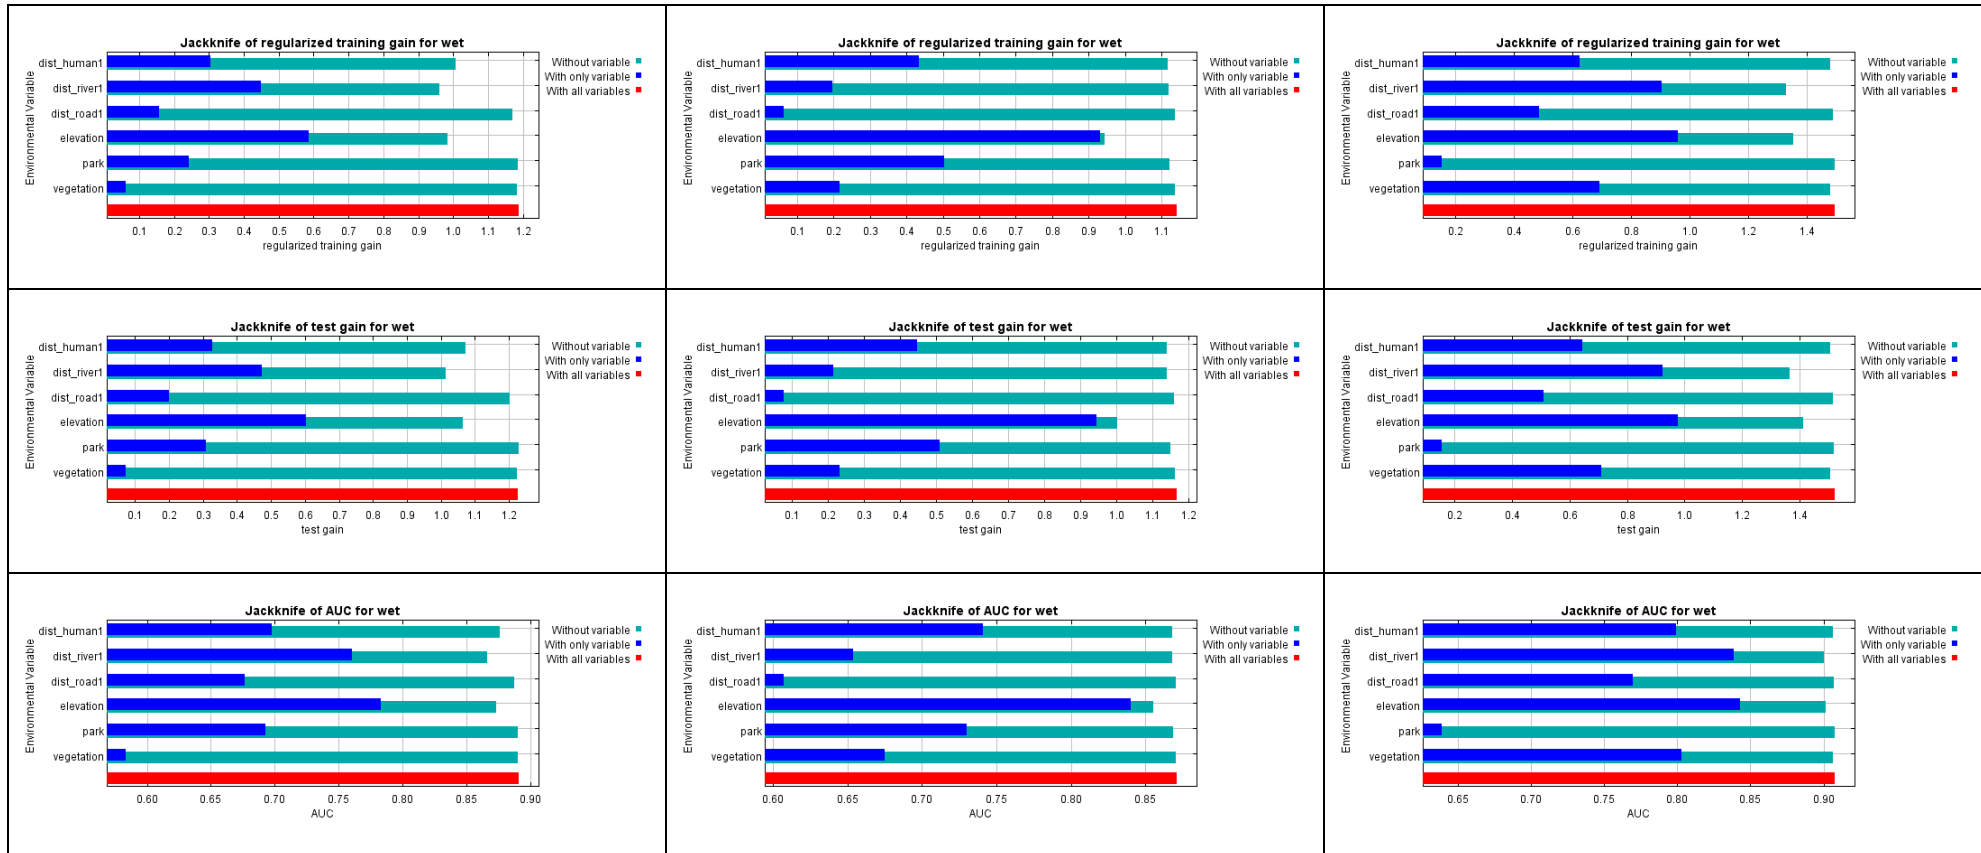 Jackknife of regularized training gain for wet
Environmental Variable
dist_human1
dist_river1
dist_road1
elevation
park
vegetation
0.1 0.2 0.3 0.4 0.5 0.6 0.7 0.8 0.9 1.0 1.1 1.2
regularized training gain
Without variable
With only variable
With all variables
Jackknife of regularized training gain for wet
Environmental Variable
dist_human1
dist_river1
dist_road1
elevation
park
vegetation
0.1 0.2 0.3 0.4 0.5 0.6 0.7 0.8 0.9 1.0 1.1
regularized training gain
Without variable
With only variable
With all variables
Jackknife of regularized training gain for wet
Environmental Variable
dist_human1
dist_river1
dist_road1
elevation
park
vegetation
0.2 0.4 0.6 0.8 1.0 1.2 1.4
regularized training gain
Without variable
With only variable
With all variables
Jackknife of test gain for wet
Environmental Variable
dist_human1
dist_river1
dist_road1
elevation
park
vegetation
0.1 0.2 0.3 0.4 0.5 0.6 0.7 0.8 0.9 1.0 1.1 1.2
test gain
Without variable
With only variable
With all variables
Jackknife of test gain for wet
Environmental Variable
dist_human1
dist_river1
dist_road1
elevation
park
vegetation
0.1 0.2 0.3 0.4 0.5 0.6 0.7 0.8 0.9 1.0 1.1 1.2
test gain
Without variable
With only variable
With all variables
Jackknife of test gain for wet
Environmental Variable
dist_human1
dist_river1
dist_road1
elevation
park
vegetation
0.2 0.4 0.6 0.8 1.0 1.2 1.4
test gain
Without variable
With only variable
With all variables
Jackknife of AUC for wet
Environmental Variable
dist_human1
dist_river1
dist_road1
elevation
park
vegetation
0.60 0.65 0.70 0.75 0.80 0.85 0.90
AUC
Without variable
With only variable
With all variables
Jackknife of AUC for wet
Environmental Variable
dist_human1
dist_river1
dist_road1
elevation
park
vegetation
0.60 0.65 0.70 0.75 0.80 0.85
AUC
Without variable
With only variable
With all variables
Jackknife of AUC for wet
Environmental Variable
dist_human1
dist_river1
dist_road1
elevation
park
vegetation
0.65 0.70 0.75 0.80 0.85 0.90
AUC
Without variable
With only variable
With all variables